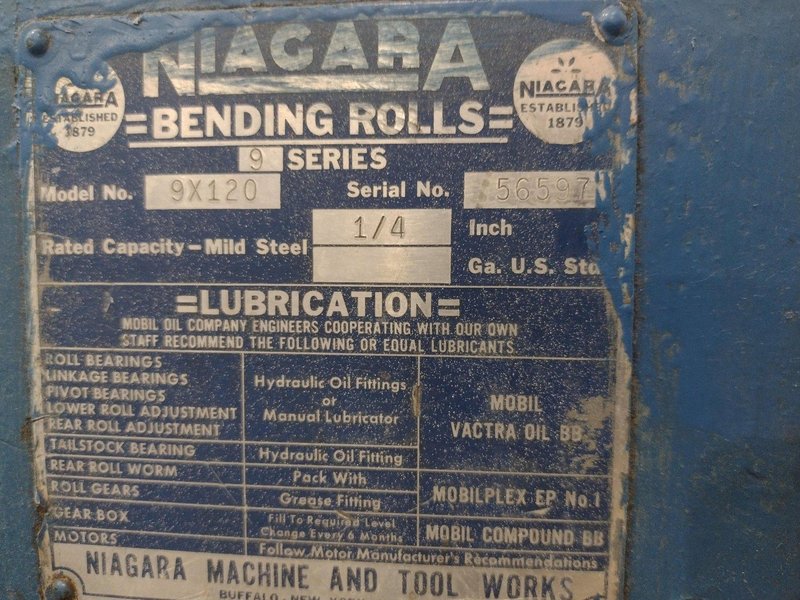 NIAGARA
NIAGARA
ESTABLISHED
1879
NIAGARA
ESTABLISHED
1879
=BENDING ROLLS=
9 SERIES
Model No. 9X120 Serial No. 56597
Rated Capacity—Mild Steel 1/4 Inch
Ga. U.S. Std
=LUBRICATION=
MOBIL OIL COMPANY ENGINEERS COOPERATING WITH OUR OWN
STAFF RECOMMEND THE FOLLOWING OR EQUAL LUBRICANTS
ROLL BEARINGS
LINKAGE BEARINGS
PIVOT BEARINGS
LOWER ROLL ADJUSTMENT
REAR ROLL ADJUSTMENT
Hydraulic Oil Fittings
or
Manual Lubricator
MOBIL
VACTRA OIL BB
TAILSTOCK BEARING
Hydraulic Oil Fitting
REAR ROLL WORM
Pack With
ROLL GEARS
Grease Fitting
MOBILPLEX EP No. 1
GEAR BOX
Fill To Required Level
Change Every 6 Months
MOBIL COMPOUND BB
MOTORS
Follow Motor Manufacturer's Recommendations
NIAGARA MACHINE AND TOOL WORKS
BUFFALO, NEW YORK